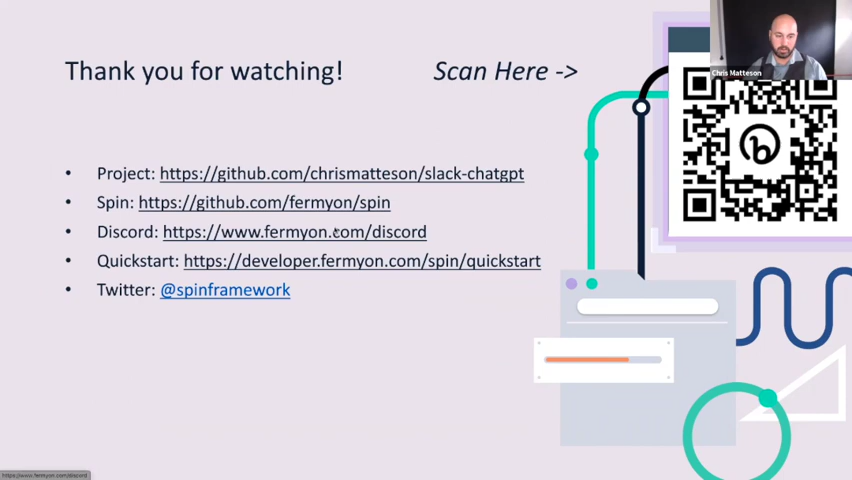 Thank you for watching!
Scan Here ->
Chris Matteson
• Project: https://github.com/chrismatteson/slack-chatgpt
• Spin: https://github.com/fermyon/spin
• Discord: https://www.fermyon.com/discord
• Quickstart: https://developer.fermyon.com/spin/quickstart
• Twitter: @spinframework
https://www.fermyon.com/discord